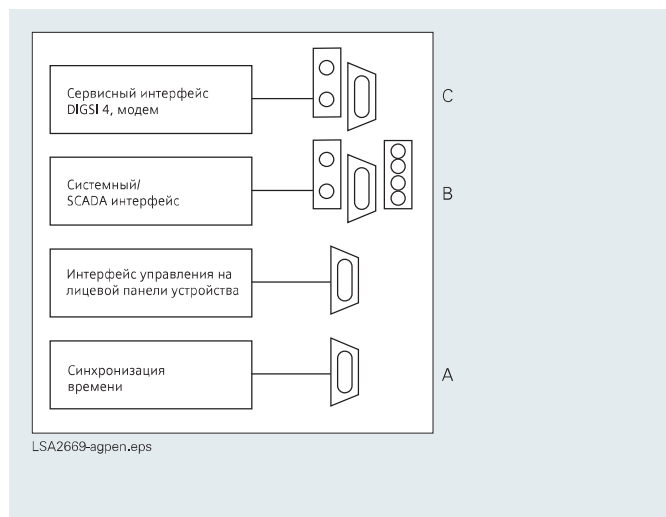 Сервисный интерфейс
DIGSI 4, модем
C
Системный/
SCADA интерфейс
B
Интерфейс управления на
лицевой панели устройства
Синхронизация
времени
A
LSA2669-agpen.eps